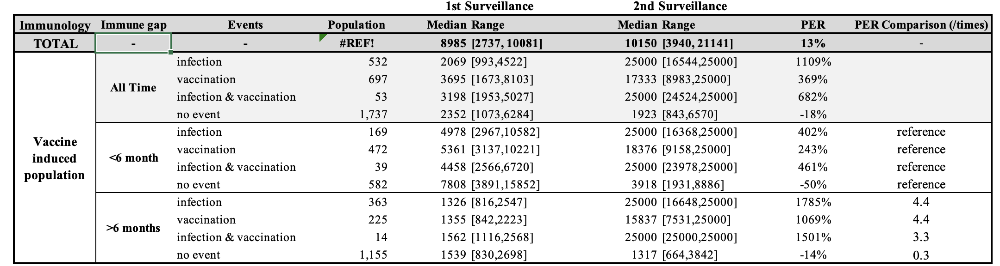 1st Surveillance 2nd Surveillance
Immunology Immune gap Events Population Median Range Median Range PER PER Comparison (/times)
TOTAL - - #REF! 8985 [2737, 10081] 10150 [3940, 21141] 13% -
infection 532 2069 [993,4522] 25000 [16544,25000] 1109%
vaccination 697 3695 [1673,8103] 17333 [8983,25000] 369%
All Time
infection & vaccination 53 3198 [1953,5027] 25000 [24524,25000] 682%
no event 1,737 2352 [1073,6284] 1923 [843,6570] -18%
infection 169 4978 [2967,10582] 25000 [16368,25000] 402% reference
Vaccine
induced
population
vaccination 472 5361 [3137,10221] 18376 [9158,25000] 243% reference
<6 month
infection & vaccination 39 4458 [2566,6720] 25000 [23978,25000] 461% reference
no event 582 7808 [3891,15852] 3918 [1931,8886] -50% reference
infection 363 1326 [816,2547] 25000 [16648,25000] 1785% 4.4
vaccination 225 1355 [842,2223] 15837 [7531,25000] 1069% 4.4
>6 months
infection & vaccination 14 1562 [1116,2568] 25000 [25000,25000] 1501% 3.3
no event 1,155 1539 [830,2698] 1317 [664,3842] -14% 0.3